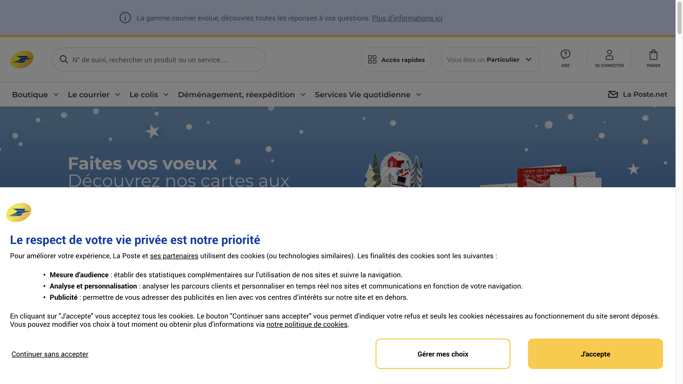 La gamme courrier évolue, découvrez toutes les réponses à vos questions. Plus d'informations ici
N° de suivi, rechercher un produit ou un service....
Accès rapides
Vous êtes un Particulier
AIDE
SE CONNECTER
PANIER
Boutique
Le courrier
Le colis
Déménagement, réexpédition
Services Vie quotidienne
La Poste.net
Faites vos voeux
Découvrez nos cartes aux
Le respect de votre vie privée est notre priorité
Pour améliorer votre expérience, La Poste et ses partenaires utilisent des cookies (ou technologies similaires). Les finalités des cookies sont les suivantes :
• Mesure d'audience : établir des statistiques complémentaires sur l'utilisation de nos sites et suivre la navigation.
• Analyse et personnalisation : analyser les parcours clients et personnaliser en temps réel nos sites et communications en fonction de votre navigation.
• Publicité : permettre de vous adresser des publicités en lien avec vos centres d'intérêts sur notre site et en dehors.
En cliquant sur "J'accepte" vous acceptez tous les cookies. Le bouton "Continuer sans accepter" vous permet d'indiquer votre refus et seuls les cookies nécessaires au fonctionnement du site seront déposés.
Vous pouvez modifier vos choix à tout moment ou obtenir plus d'informations via notre politique de cookies.
Continuer sans accepter
Gérer mes choix
J'accepte